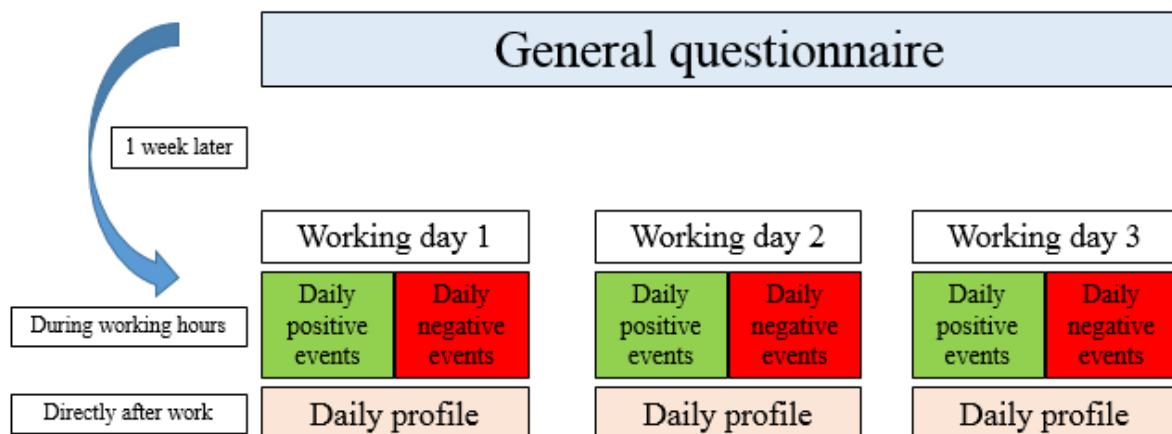 General questionnaire
1 week later
Working day 1
Working day 2
Working day 3
During working hours
Daily
positive
events
Daily
negative
events
Daily
positive
events
Daily
negative
events
Daily
positive
events
Daily
negative
events
Directly after work
Daily profile
Daily profile
Daily profile